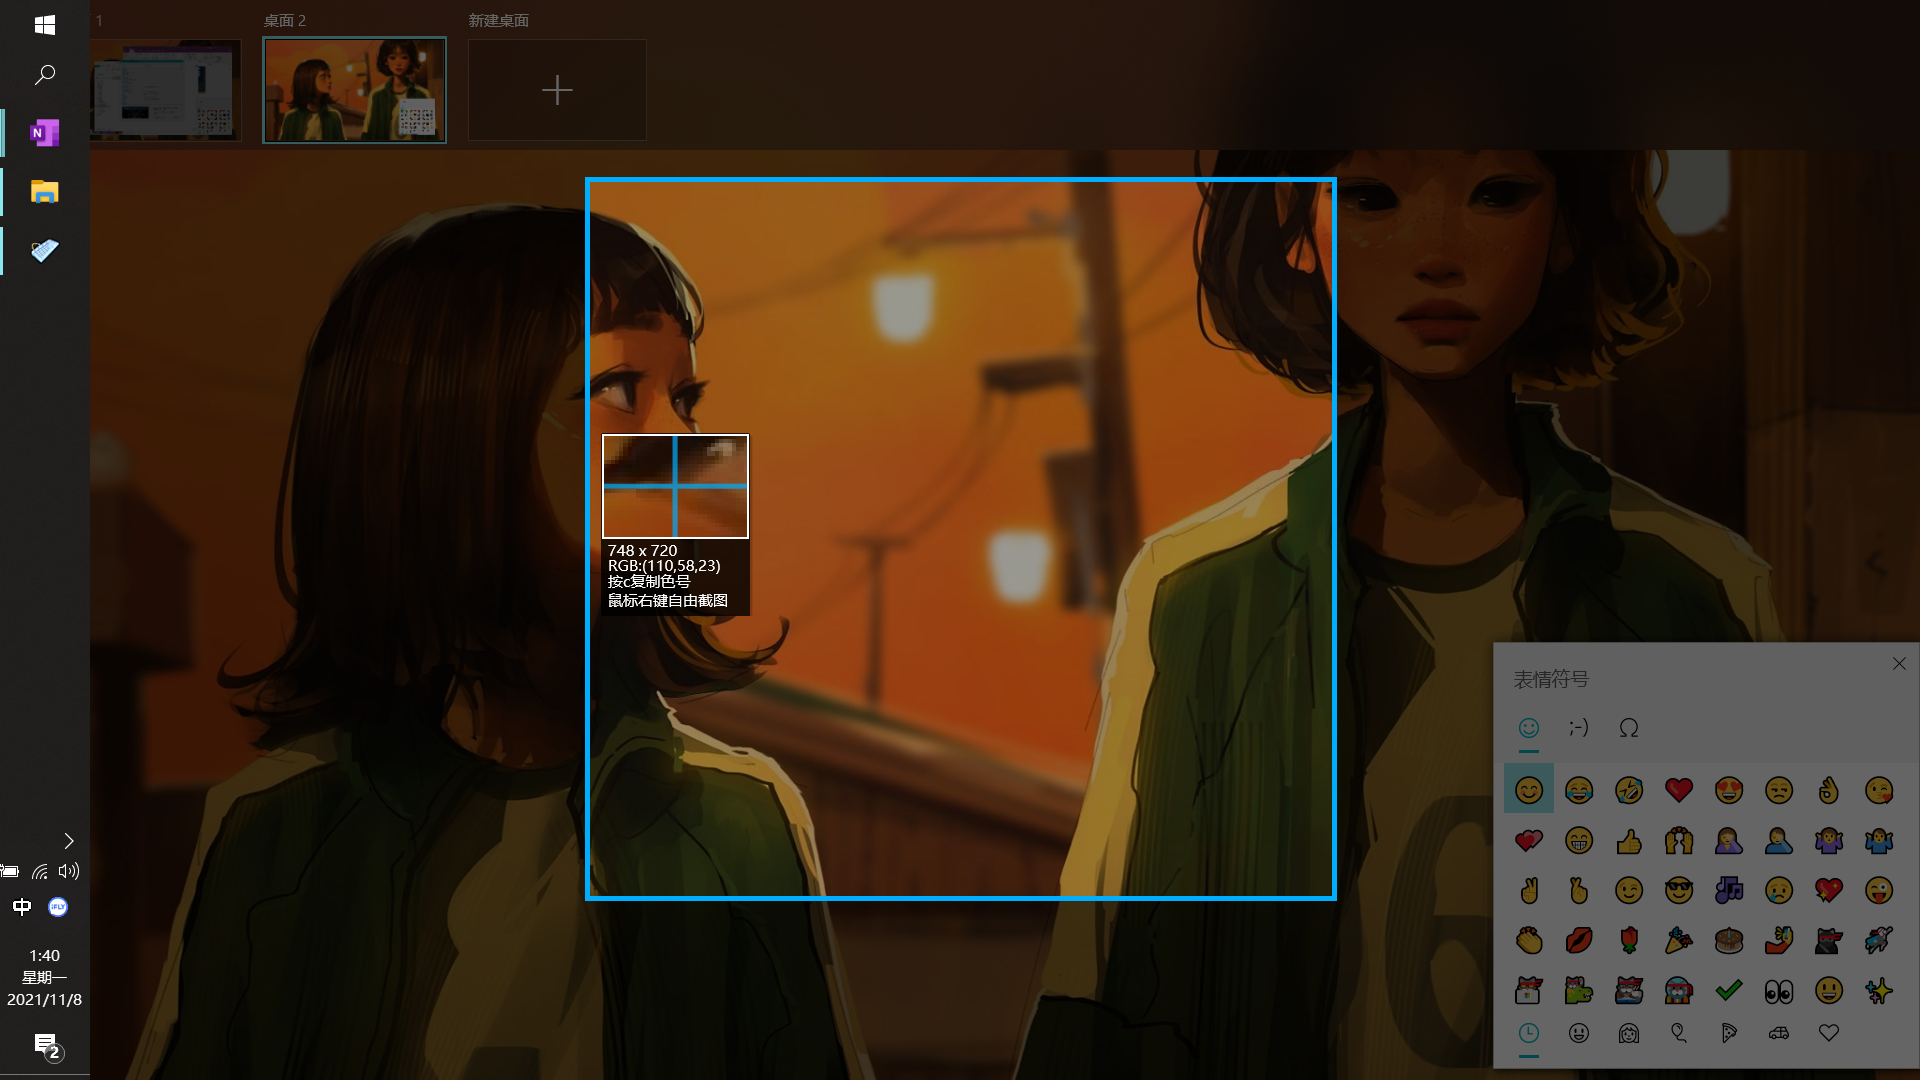 1
桌面 2
新建桌面
N
748 x 720
RGB:(110,58,23)
按c复制色号
鼠标右键自由截图
6
表情符号
;-)
Ω
中
iFLY
1:40
星期一
2021/11/8
2